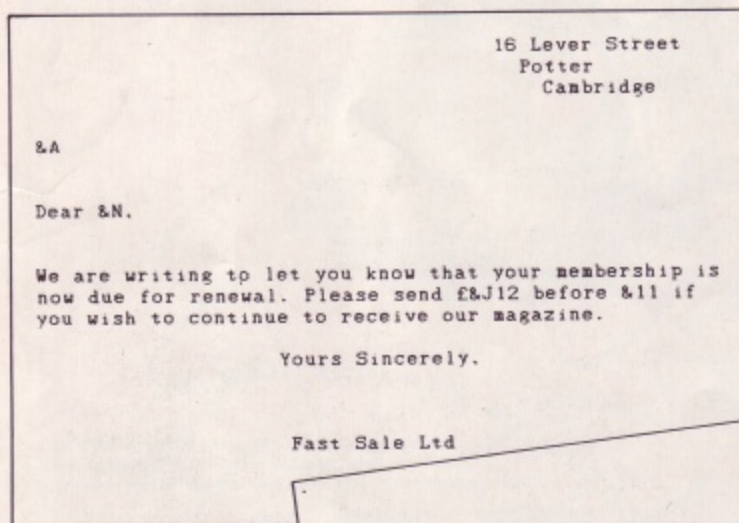 16 Lever Street
Potter
Cambridge
&A
Dear &N.
We are writing to let you know that your membership is
now due for renewal. Please send £&J12 before &11 if
you wish to continue to receive our magazine.
Yours Sincerely.
Fast Sale Ltd